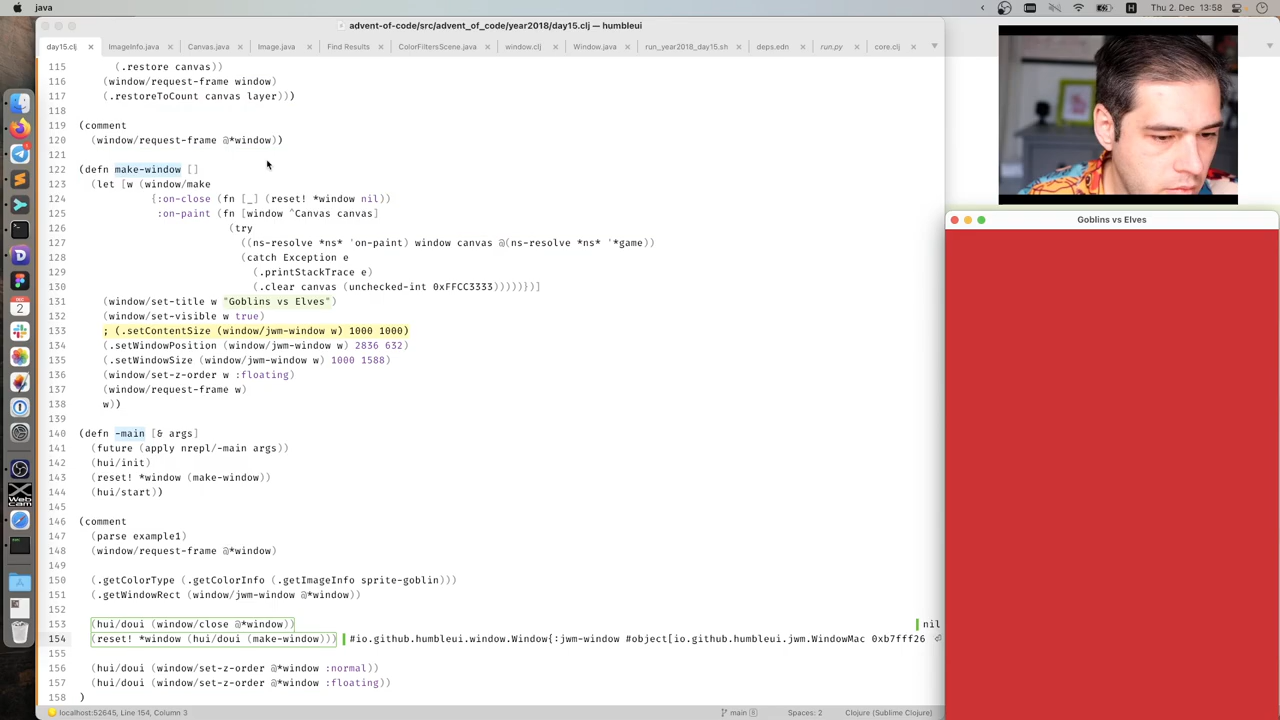 java
Thu 2. Dec 13:58
advent-of-code/src/advent_of_code/year2018/day15.clj — humbleui
day15.clj × ImageInfo.java × Canvas.java × Image.java × Find Results × ColorFiltersScene.java × window.clj × Window.java × run_year2018_day15.sh × deps.edn × run.py × core.clj ×
115 (.restore canvas))
116 (window/request-frame window)
117 (.restoreToCount canvas layer)))
118
119 (comment
120 (window/request-frame @*window))
121
122 (defn make-window []
123 (let [w (window/make
124 {:on-close (fn [_] (reset! *window nil))
125 :on-paint (fn [window ^Canvas canvas]
126 (try
127 ((ns-resolve *ns* 'on-paint) window canvas @(ns-resolve *ns* '*game))
128 (catch Exception e
129 (.printStackTrace e)
130 (.clear canvas (unchecked-int 0xFFCC3333)))))})]
131 (window/set-title w "Goblins vs Elves")
132 (window/set-visible w true)
133 ; (.setContentSize (window/jwm-window w) 1000 1000)
134 (.setWindowPosition (window/jwm-window w) 2836 632)
135 (.setWindowSize (window/jwm-window w) 1000 1588)
136 (window/set-z-order w :floating)
137 (window/request-frame w)
138 w))
139
140 (defn -main [& args]
141 (future (apply nrepl/-main args))
142 (hui/init)
143 (reset! *window (make-window))
144 (hui/start))
145
146 (comment
147 (parse example1)
148 (window/request-frame @*window)
149
150 (.getColorType (.getColorInfo (.getImageInfo sprite-goblin)))
151 (.getWindowRect (window/jwm-window @*window))
152
153 (hui/doui (window/close @*window)) nil
154 (reset! *window (hui/doui (make-window))) #io.github.humbleui.window.Window{:jwm-window #object[io.github.humbleui.jwm.WindowMac 0xb7fff26
155
156 (hui/doui (window/set-z-order @*window :normal))
157 (hui/doui (window/set-z-order @*window :floating))
158 )
localhost:52645, Line 154, Column 3
main 8
Spaces: 2
Clojure (Sublime Clojure)
Goblins vs Elves